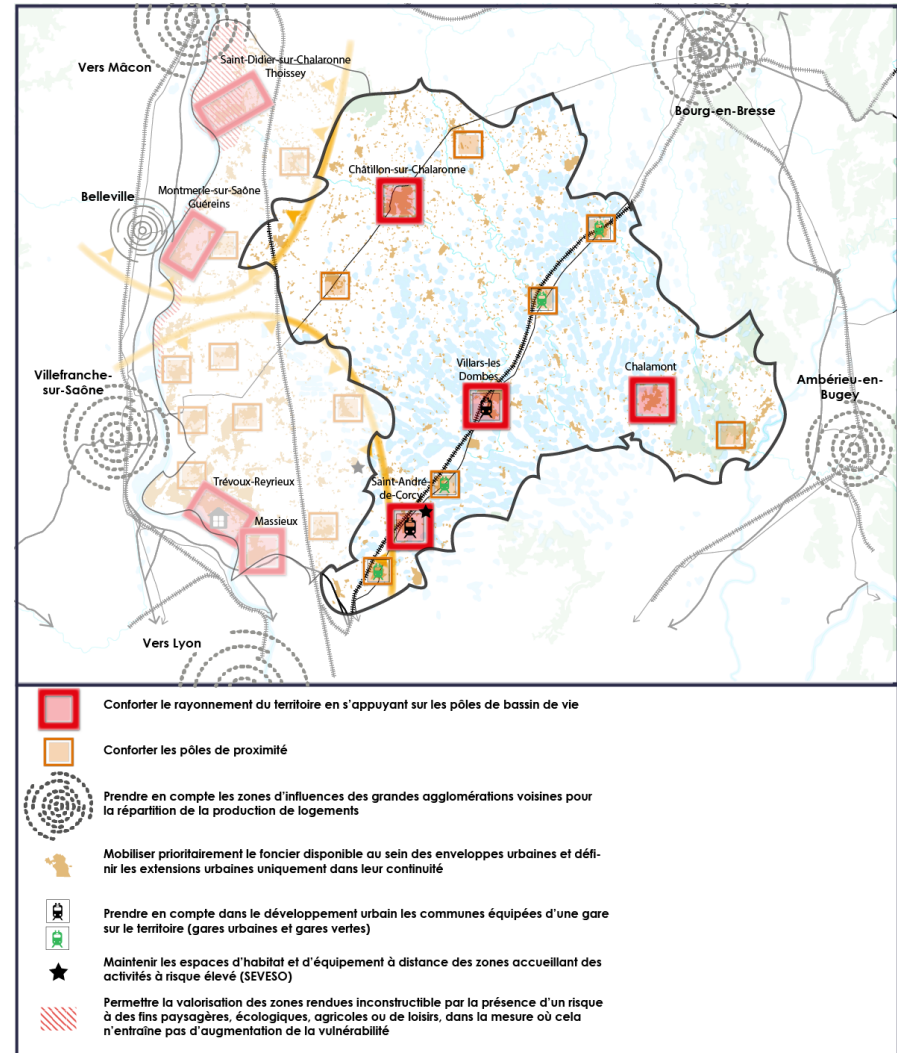 Vers Mâcon
Saint-Didier-sur-Chalaronne
Thoissey
Bourg-en-Bresse
Châtillon-sur-Chalaronne
Belleville
Montmerle-sur-Saône
Guéreins
Villefranche-
sur-Saône
Villars-les
Dombes
Chalamont
Ambérieu-en-
Bugey
Trévoux-Reyrieux
Saint-André-
de-Corcy
Massieux
Vers Lyon
Conforter le rayonnement du territoire en s'appuyant sur les pôles de bassin de vie
Conforter les pôles de proximité
Prendre en compte les zones d'influences des grandes agglomérations voisines pour
la répartition de la production de logements
Mobiliser prioritairement le foncier disponible au sein des enveloppes urbaines et défi-
nir les extensions urbaines uniquement dans leur continuité
Prendre en compte dans le développement urbain les communes équipées d'une gare
sur le territoire (gares urbaines et gares vertes)
Maintenir les espaces d'habitat et d'équipement à distance des zones accueillant des
activités à risque élevé (SEVESO)
Permettre la valorisation des zones rendues inconstructible par la présence d'un risque
à des fins paysagères, écologiques, agricoles ou de loisirs, dans la mesure où cela
n'entraîne pas d'augmentation de la vulnérabilité